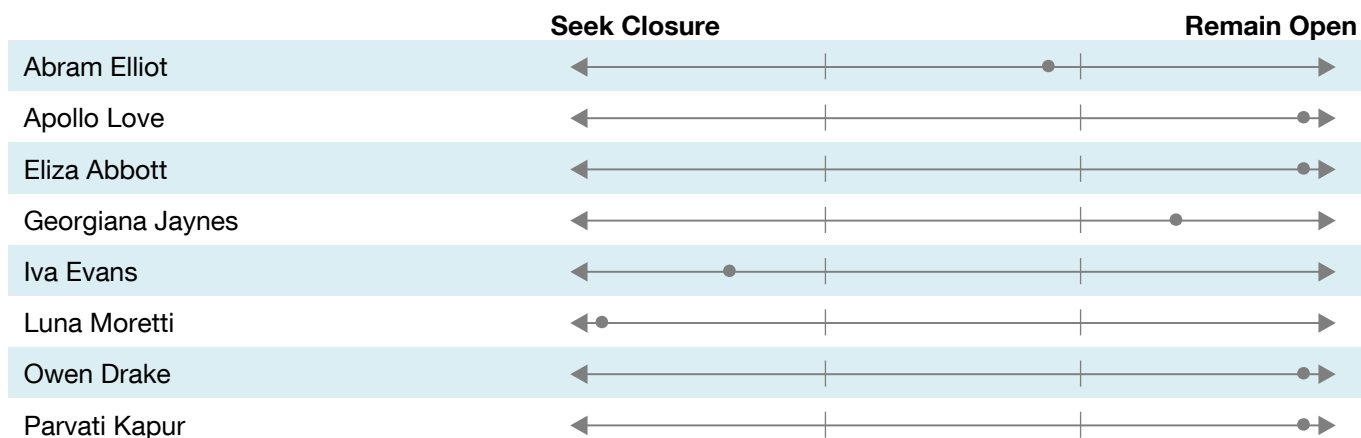 Seek Closure Remain Open
Abram Elliot
Apollo Love
Eliza Abbott
Georgiana Jaynes
Iva Evans
Luna Moretti
Owen Drake
Parvati Kapur